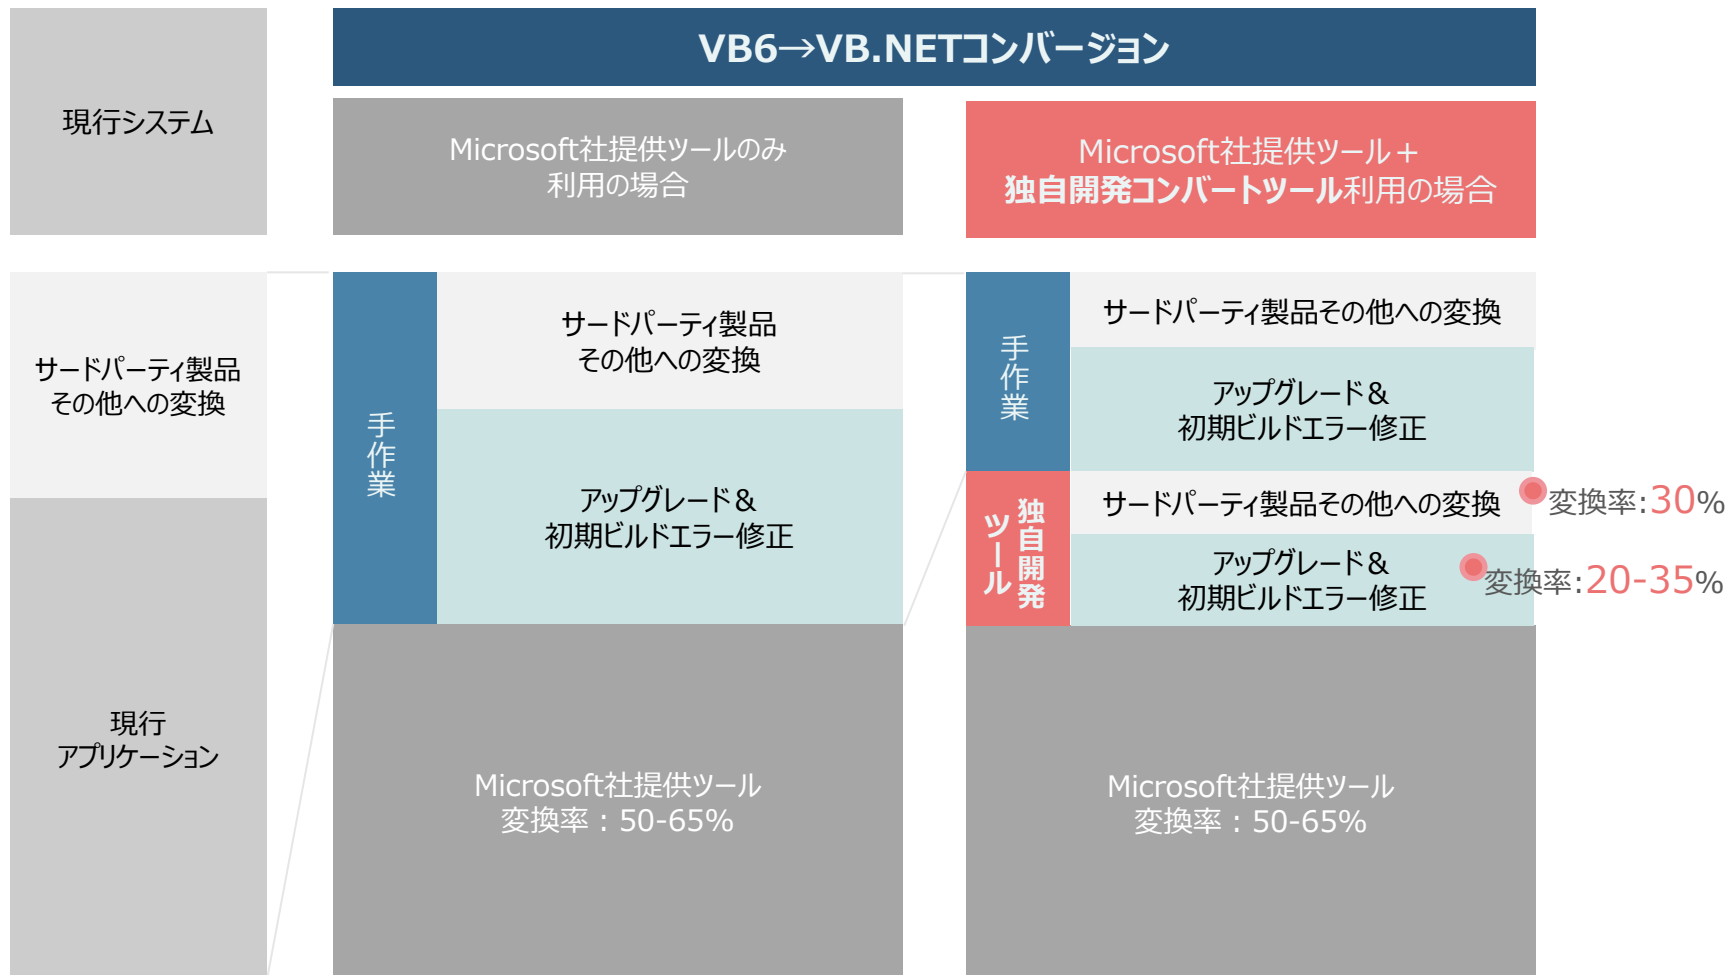 現行システム
VB6→VB.NETコンバージョン
Microsoft社提供ツールのみ
利用の場合
Microsoft社提供ツール＋
独自開発コンバートツール利用の場合
サードパーティ製品
その他への変換
現行
アプリケーション
手作業
サードパーティ製品
その他への変換
アップグレード＆
初期ビルドエラー修正
Microsoft社提供ツール
変換率：50-65%
手作業
サードパーティ製品その他への変換
アップグレード＆
初期ビルドエラー修正
独自開発
ツール
サードパーティ製品その他への変換
変換率:30%
アップグレード＆
初期ビルドエラー修正
変換率:20-35%
Microsoft社提供ツール
変換率：50-65%